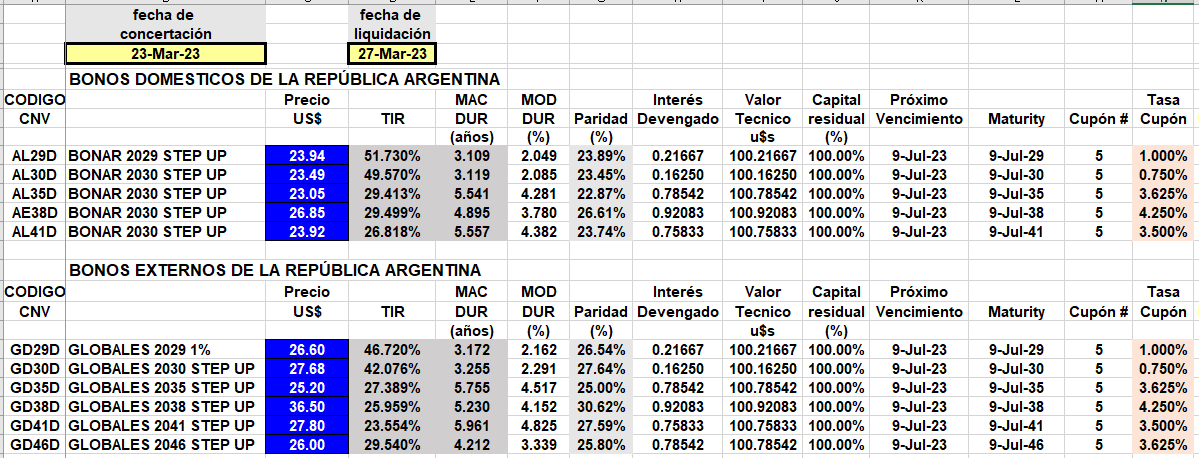 fecha de fecha de
concertación liquidación
23-Mar-23 27-Mar-23
BONOS DOMESTICOS DE LA REPÚBLICA ARGENTINA
CODIGO Precio MAC MOD Interés Valor Capital Próximo Tasa
CNV US$ TIR DUR DUR Paridad Devengado Tecnico residual Vencimiento Maturity Cupón # Cupón
(años) (%) (%) u$s (%)
AL29D BONAR 2029 STEP UP 23.94 51.730% 3.109 2.049 23.89% 0.21667 100.21667 100.00% 9-Jul-23 9-Jul-29 5 1.000%
AL30D BONAR 2030 STEP UP 23.49 49.570% 3.119 2.085 23.45% 0.16250 100.16250 100.00% 9-Jul-23 9-Jul-30 5 0.750%
AL35D BONAR 2030 STEP UP 23.05 29.413% 5.541 4.281 22.87% 0.78542 100.78542 100.00% 9-Jul-23 9-Jul-35 5 3.625%
AE38D BONAR 2030 STEP UP 26.85 29.499% 4.895 3.780 26.61% 0.92083 100.92083 100.00% 9-Jul-23 9-Jul-38 5 4.250%
AL41D BONAR 2030 STEP UP 23.92 26.818% 5.557 4.382 23.74% 0.75833 100.75833 100.00% 9-Jul-23 9-Jul-41 5 3.500%
BONOS EXTERNOS DE LA REPÚBLICA ARGENTINA
CODIGO Precio MAC MOD Interés Valor Capital Próximo Tasa
CNV US$ TIR DUR DUR Paridad Devengado Tecnico residual Vencimiento Maturity Cupón # Cupón
(años) (%) (%) u$s (%)
GD29D GLOBALES 2029 1% 26.60 46.720% 3.172 2.162 26.54% 0.21667 100.21667 100.00% 9-Jul-23 9-Jul-29 5 1.000%
GD30D GLOBALES 2030 STEP UP 27.68 42.076% 3.255 2.291 27.64% 0.16250 100.16250 100.00% 9-Jul-23 9-Jul-30 5 0.750%
GD35D GLOBALES 2035 STEP UP 25.20 27.389% 5.755 4.517 25.00% 0.78542 100.78542 100.00% 9-Jul-23 9-Jul-35 5 3.625%
GD38D GLOBALES 2038 STEP UP 36.50 25.959% 5.230 4.152 30.62% 0.92083 100.92083 100.00% 9-Jul-23 9-Jul-38 5 4.250%
GD41D GLOBALES 2041 STEP UP 27.80 23.554% 5.961 4.825 27.59% 0.75833 100.75833 100.00% 9-Jul-23 9-Jul-41 5 3.500%
GD46D GLOBALES 2046 STEP UP 26.00 29.540% 4.212 3.339 25.80% 0.78542 100.78542 100.00% 9-Jul-23 9-Jul-46 5 3.625%